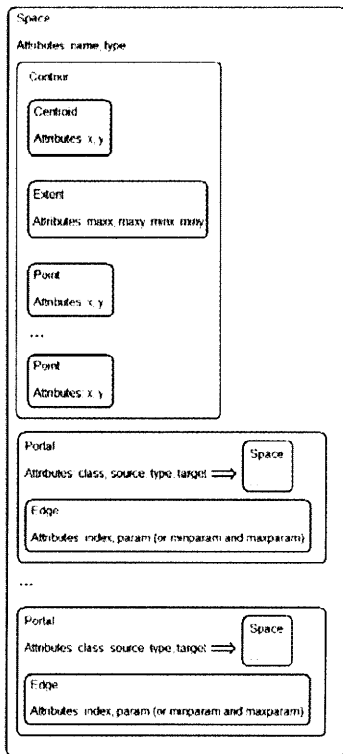 Space
Attributes name, type
Contour
Centroid
Attributes x, y
Extent
Attributes maxx, maxy minx miny
Point
Attributes x, y
...
Point
Attributes x, y
Portal
Attributes class, source type, target
Space
Edge
Attributes index, param (or minparam and maxparam)
...
Portal
Attributes class source type, target
Space
...
Edge
Attributes index, param (or minparam and maxparam)